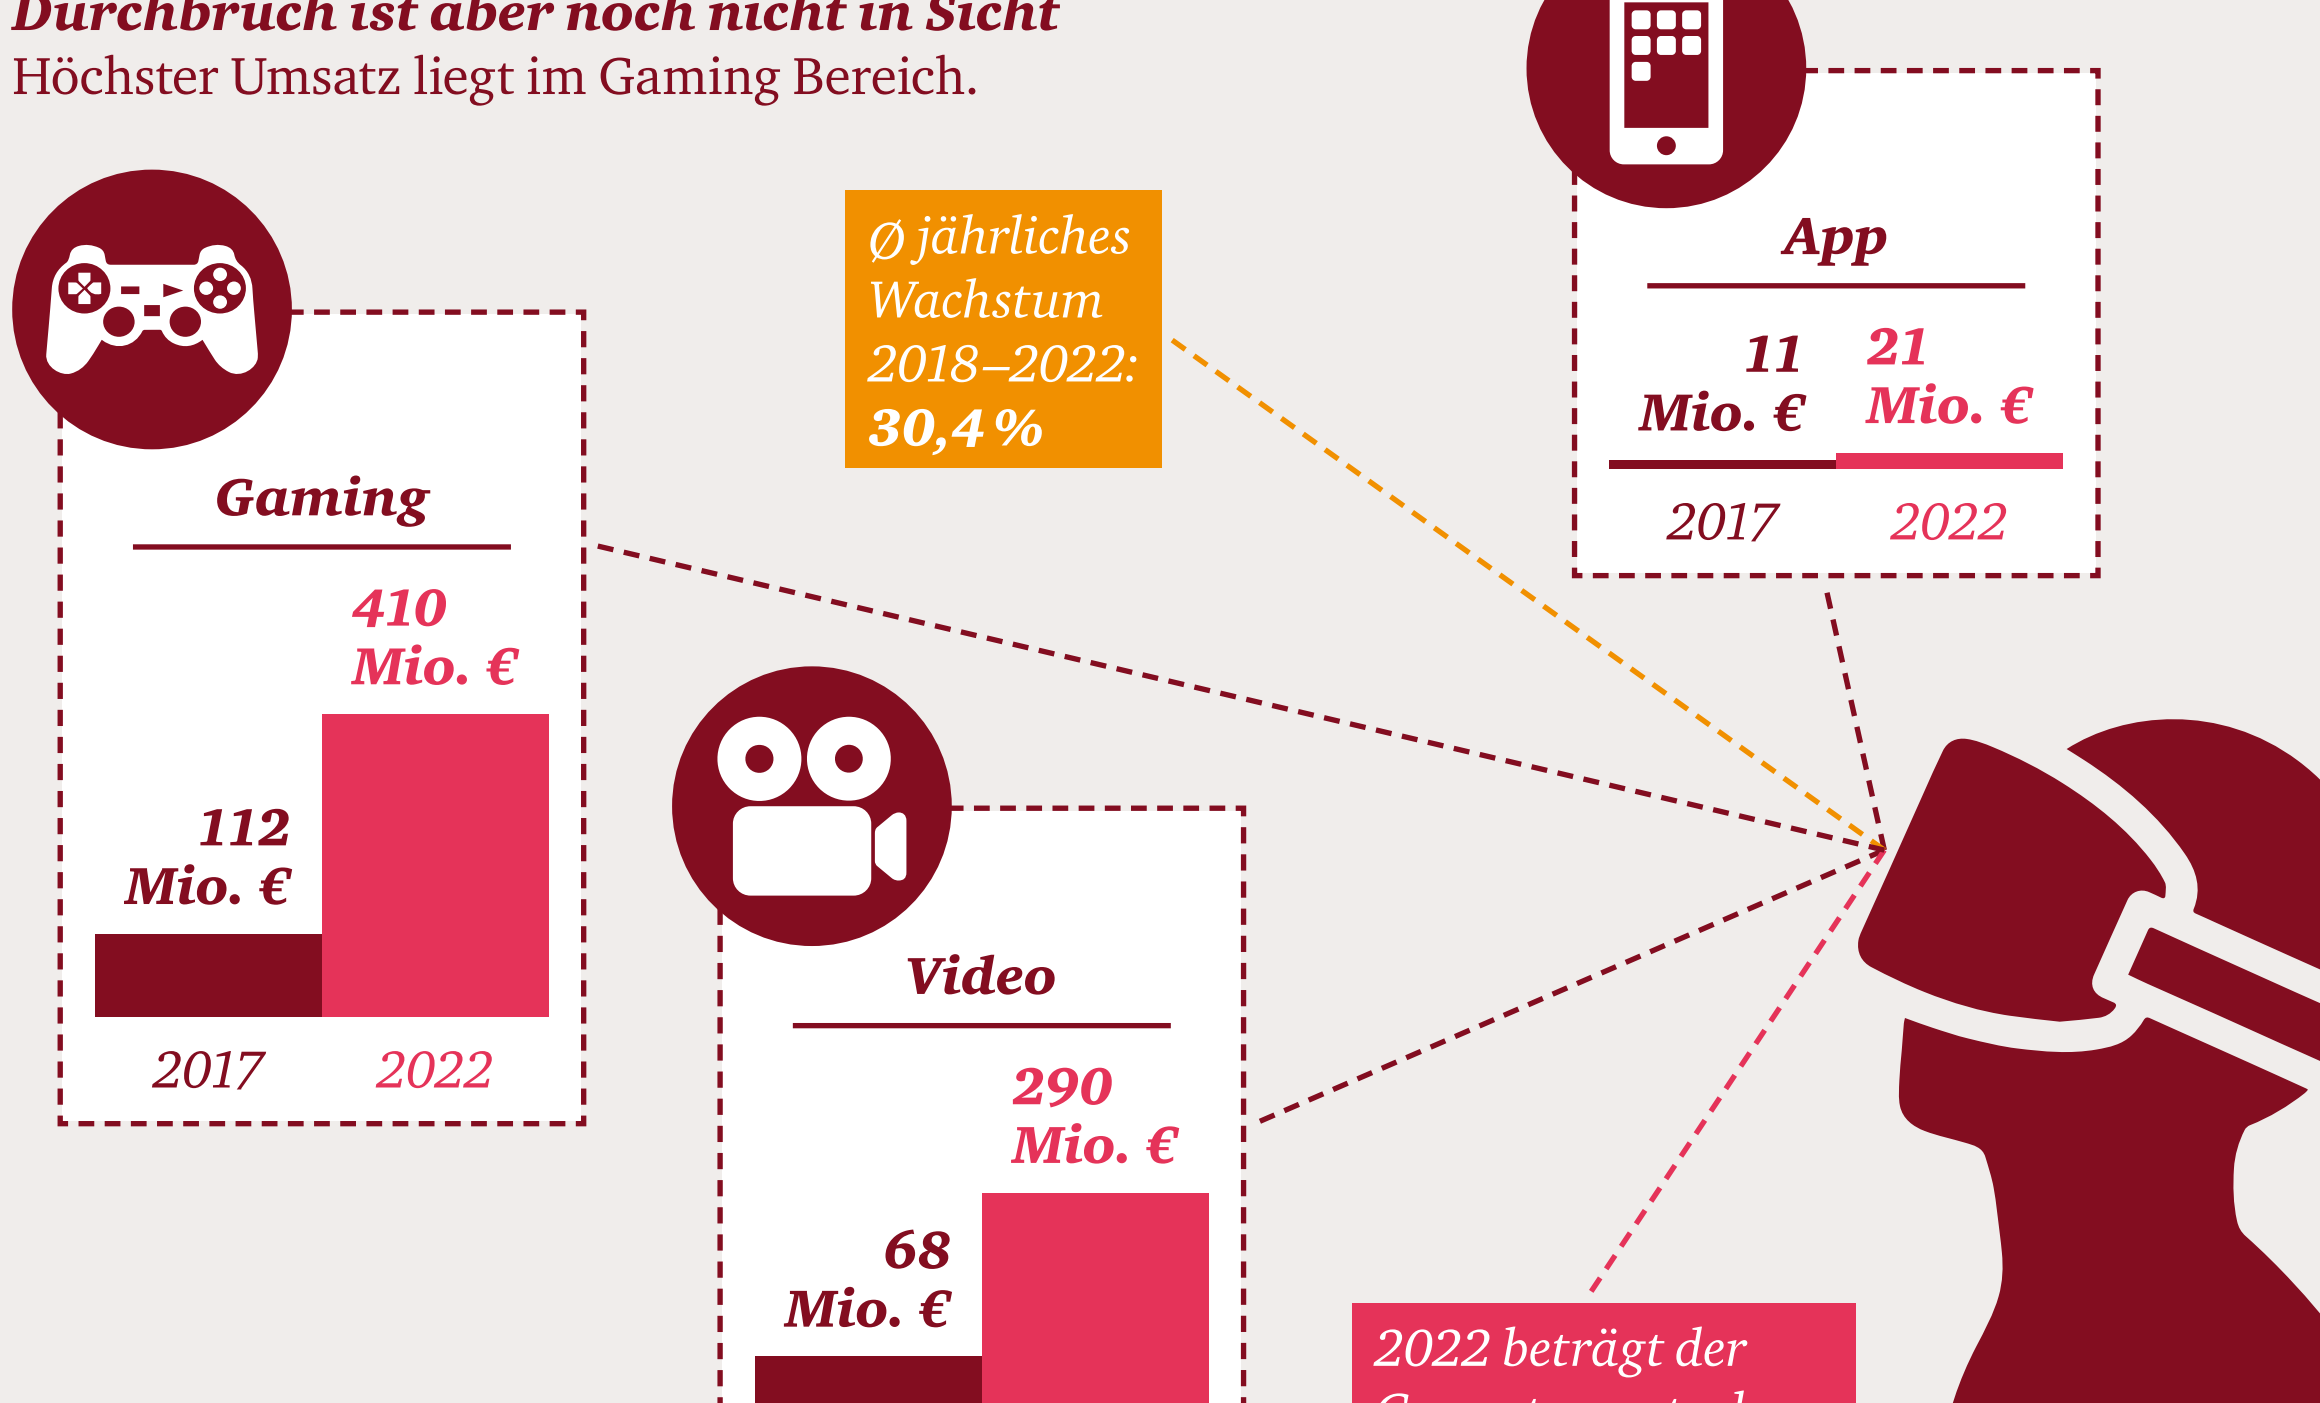 Durchbruch ist aber noch nicht in Sicht
Höchster Umsatz liegt im Gaming Bereich.
Ø jährliches
Wachstum
2018–2022:
30,4 %
App
11
Mio. €
21
Mio. €
2017
2022
Gaming
410
Mio. €
112
Mio. €
2017
2022
Video
290
Mio. €
68
Mio. €
2022 beträgt der